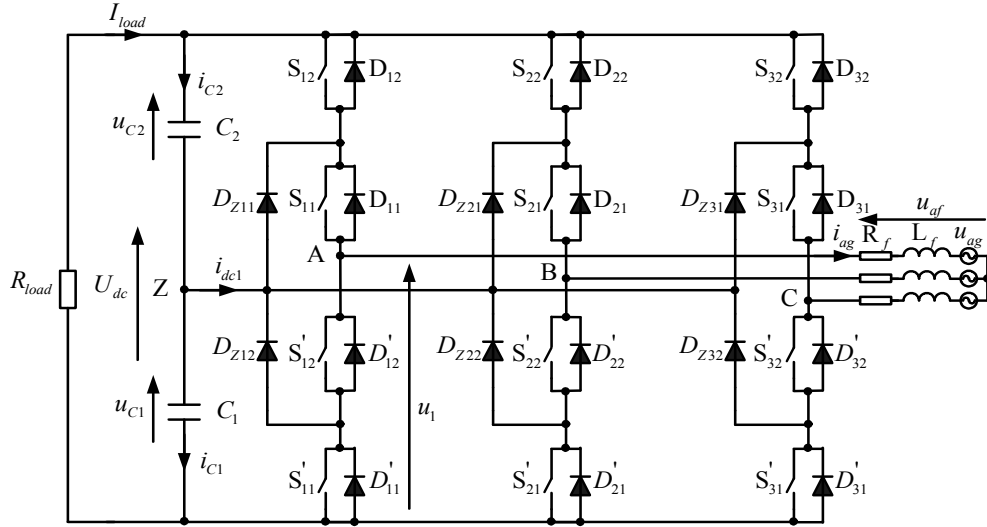 I_load
S_12 D_12 S_22 D_22 S_32 D_32
i_C2
u_C2 C_2
D_Z11 S_11 D_11 D_Z21 S_21 D_21 D_Z31 S_31 D_31
u_af
i_ag R_f L_f u_ag
A
B
C
R_load U_dc Z i_dc1
D_Z12 S'_12 D'_12 D_Z22 S'_22 D'_22 D_Z32 S'_32 D'_32
u_C1 C_1 u_1
i_C1
S'_11 D'_11 S'_21 D'_21 S'_31 D'_31